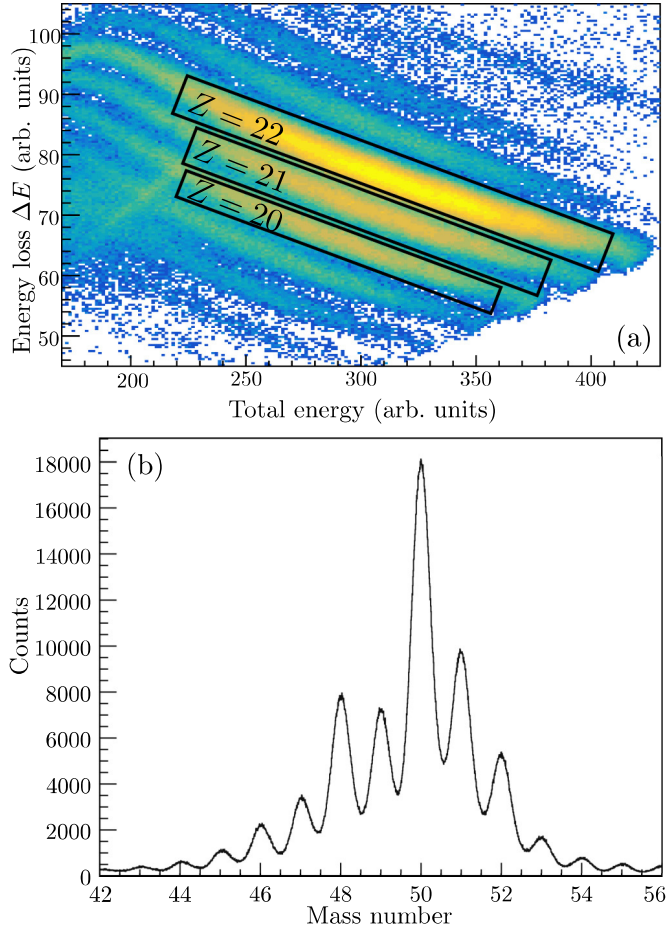 100
90
80
70
60
50
Energy loss ΔE (arb. units)
Z = 22
Z = 21
Z = 20
(a)
200 250 300 350 400
Total energy (arb. units)
(b)
18000
16000
14000
12000
10000
8000
6000
4000
2000
0
Counts
42 44 46 48 50 52 54 56
Mass number